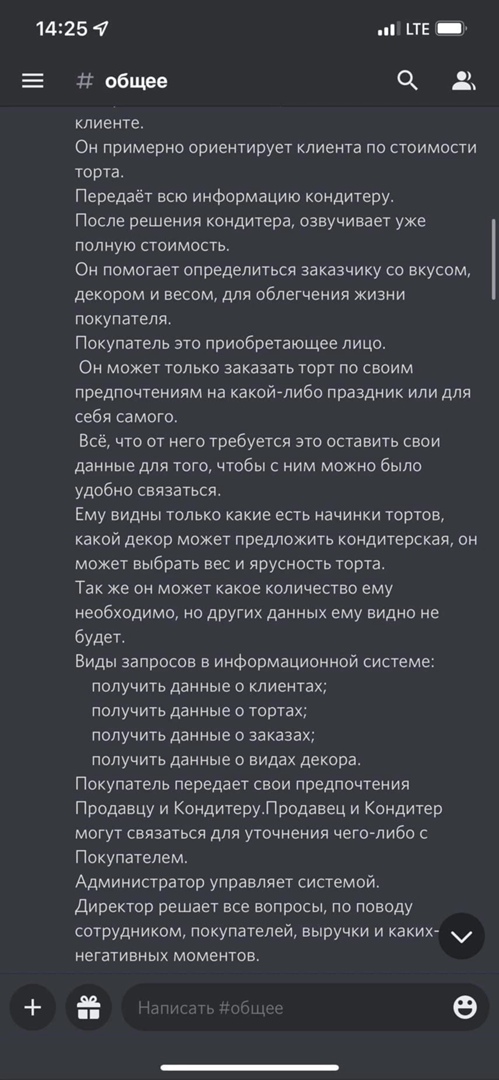 14:25
LTE
# общее
клиенте.
Он примерно ориентирует клиента по стоимости
торта.
Передаёт всю информацию кондитеру.
После решения кондитера, озвучивает уже
полную стоимость.
Он помогает определиться заказчику со вкусом,
декором и весом, для облегчения жизни
покупателя.
Покупатель это приобретающее лицо.
Он может только заказать торт по своим
предпочтениям на какой-либо праздник или для
себя самого.
Всё, что от него требуется это оставить свои
данные для того, чтобы с ним можно было
удобно связаться.
Ему видны только какие есть начинки тортов,
какой декор может предложить кондитерская, он
может выбрать вес и ярусность торта.
Так же он может какое количество ему
необходимо, но других данных ему видно не
будет.
Виды запросов в информационной системе:
получить данные о клиентах;
получить данные о тортах;
получить данные о заказах;
получить данные о видах декора.
Покупатель передает свои предпочтения
Продавцу и Кондитеру.Продавец и Кондитер
могут связаться для уточнения чего-либо с
Покупателем.
Администратор управляет системой.
Директор решает все вопросы, по поводу
сотрудником, покупателей, выручки и каких-
негативных моментов.
Написать #общее